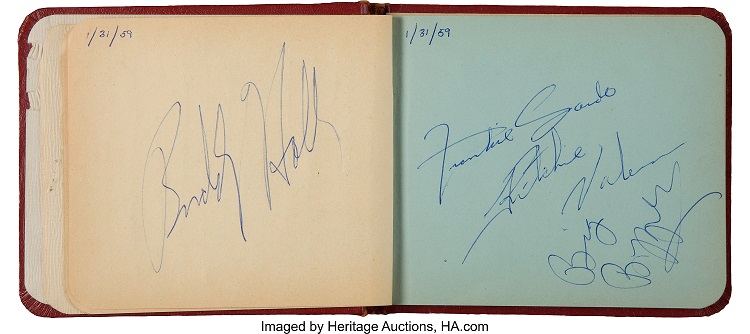 1/31/59
Buddy Holly
1/31/59
Frankie Sardo
Ritchie Valens
Big Bopper
Imaged by Heritage Auctions, HA.com